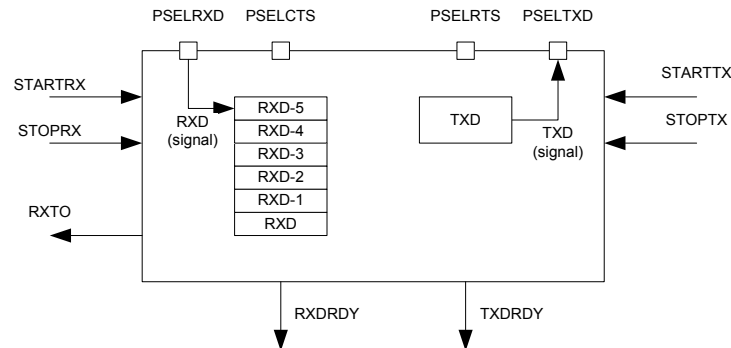 PSELRXD PSELCTS PSELRTS PSELTXD
STARTRX
STARTTX
RXD
(signal)
RXD-5
RXD-4
RXD-3
RXD-2
RXD-1
RXD
TXD
TXD
(signal)
STOPRX
STOPTX
RXTO
RXDRDY
TXDRDY